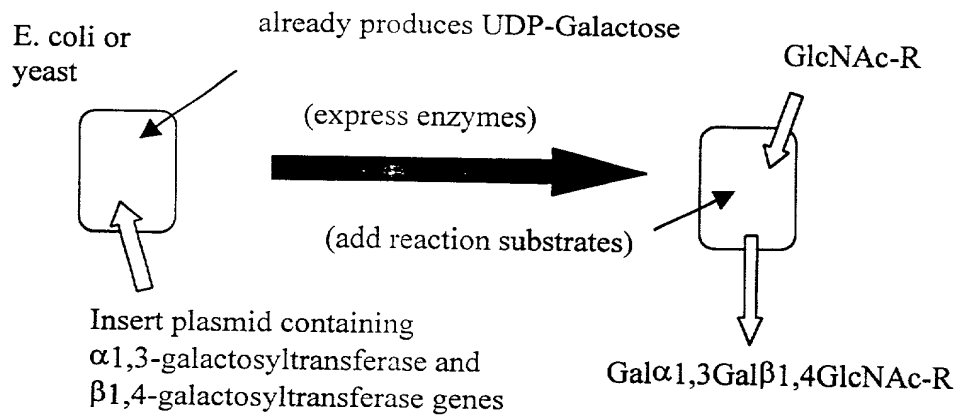 E. coli or
yeast
already produces UDP-Galactose
GlcNAc-R
(express enzymes)
(add reaction substrates)
Insert plasmid containing
α1,3-galactosyltransferase and
β1,4-galactosyltransferase genes
Galα1,3Galβ1,4GlcNAc-R